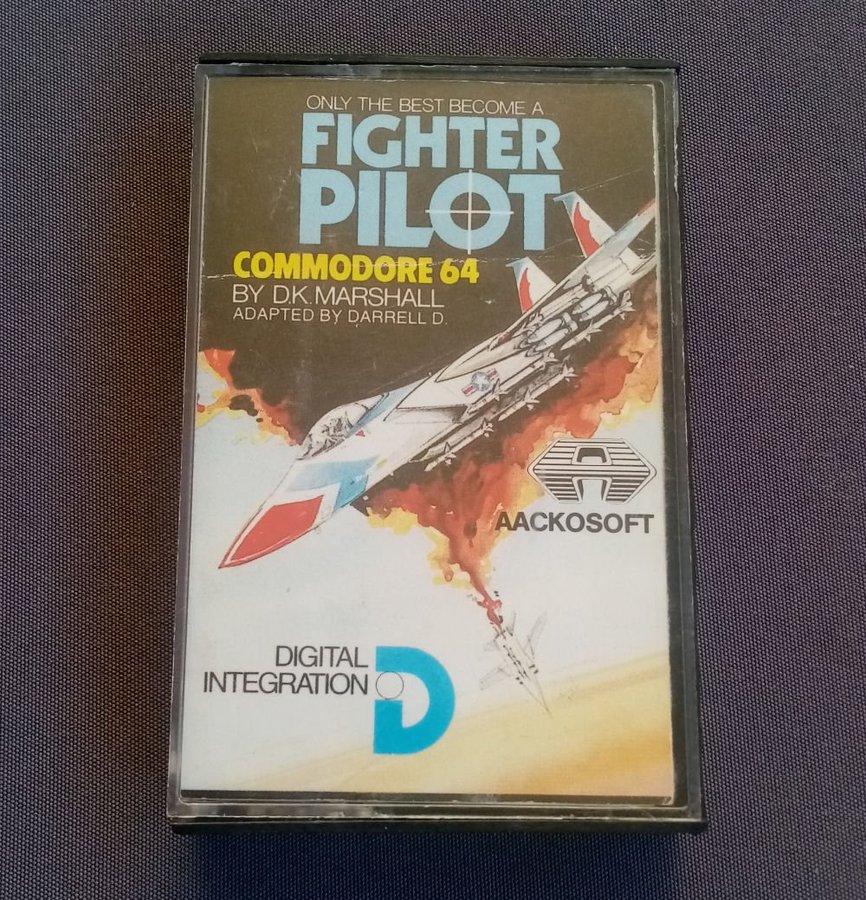 ONLY THE BEST BECOME A
FIGHTER
PILOT
COMMODORE 64
BY D.K. MARSHALL
ADAPTED BY DARRELL D.
AACKOSOFT
DIGITAL
INTEGRATION